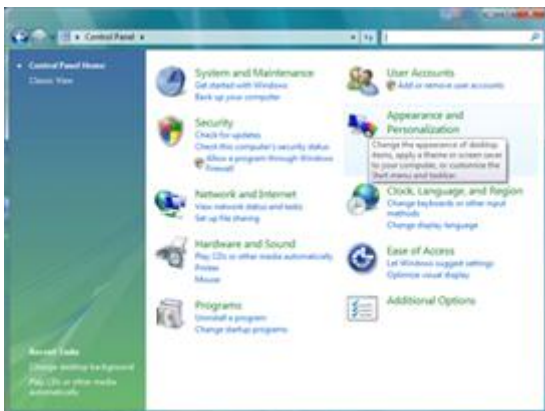 Control Panel
Control Panel Home
Classic View
System and Maintenance
Get started with Windows
Back up your computer
Security
Check for updates
Check this computer's security status
Allow a program through Windows
Firewall
Network and Internet
View network status and tasks
Set up file sharing
Hardware and Sound
Play CDs or other media automatically
Printer
Mouse
Programs
Uninstall a program
Change startup programs
User Accounts
Add or remove user accounts
Appearance and
Personalization
Change the appearance of desktop
items, apply a theme or screen saver
to your computer, or customize the
Start menu and taskbar.
Clock, Language, and Region
Change keyboards or other input
methods
Change display language
Ease of Access
Let Windows suggest settings
Optimize visual display
Additional Options
Recent Tasks
Change desktop background
Play CDs or other media
automatically